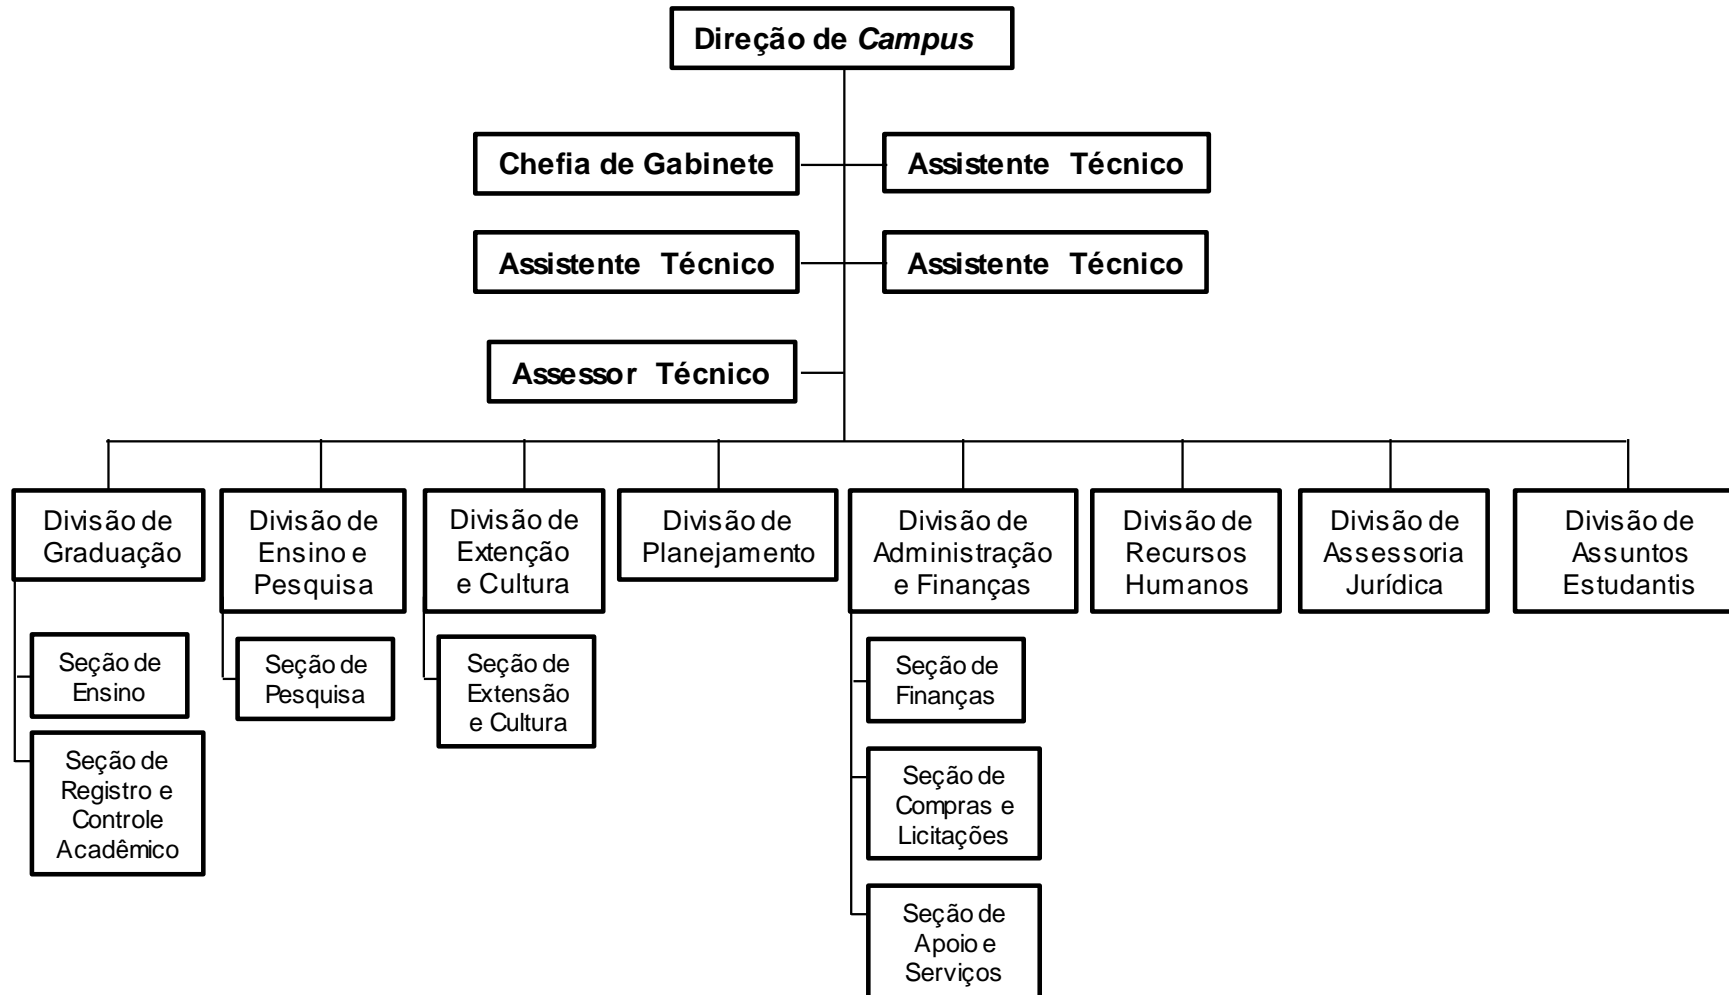 Direção de Campus
Chefia de Gabinete
Assistente Técnico
Assistente Técnico
Assistente Técnico
Assessor Técnico
Divisão de
Graduação
Divisão de
Ensino e
Pesquisa
Divisão de
Extenção
e Cultura
Divisão de
Planejamento
Divisão de
Administração
e Finanças
Divisão de
Recursos
Humanos
Divisão de
Assessoria
Jurídica
Divisão de
Assuntos
Estudantis
Seção de
Ensino
Seção de
Registro e
Controle
Acadêmico
Seção de
Pesquisa
Seção de
Extensão
e Cultura
Seção de
Finanças
Seção de
Compras e
Licitações
Seção de
Apoio e
Serviços